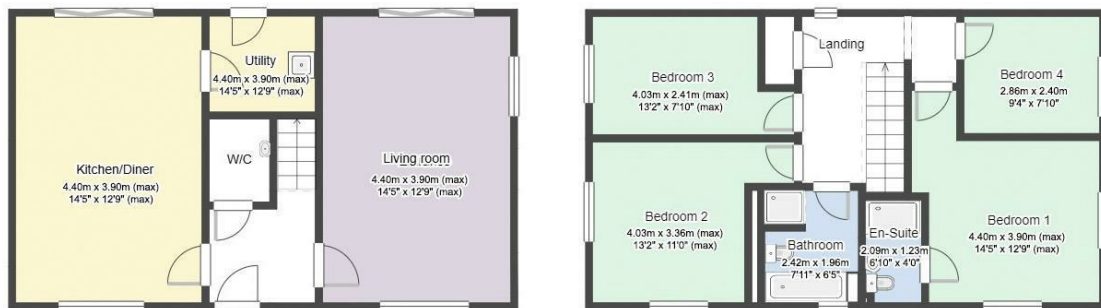 Utility
4.40m x 3.90m (max)
14'5" x 12'9" (max)
W/C
Kitchen/Diner
4.40m x 3.90m (max)
14'5" x 12'9" (max)
Living room
4.40m x 3.90m (max)
14'5" x 12'9" (max)
Landing
Bedroom 3
4.03m x 2.41m (max)
13'2" x 7'10" (max)
Bedroom 4
2.86m x 2.40m
9'4" x 7'10"
Bedroom 2
4.03m x 3.36m (max)
13'2" x 11'0" (max)
Bathroom
2.42m x 1.96m
7'11" x 6'5"
En-Suite
2.09m x 1.23m
6'10" x 4'0"
Bedroom 1
4.40m x 3.90m (max)
14'5" x 12'9" (max)